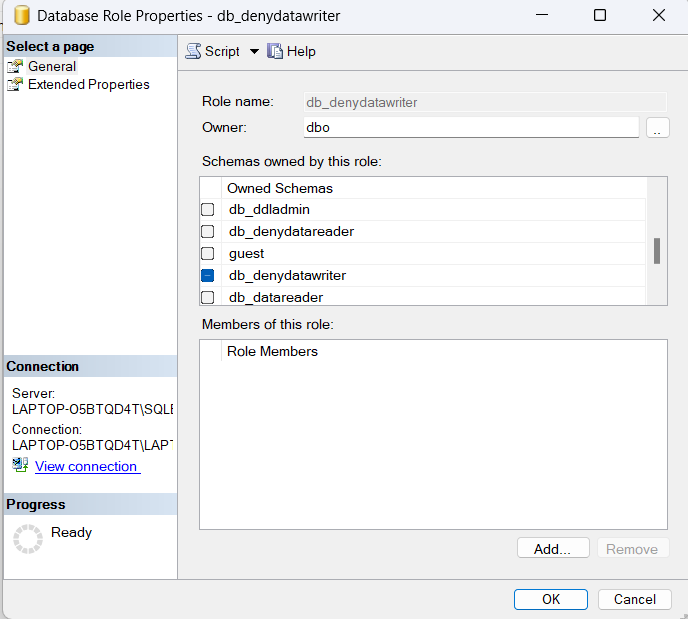 Database Role Properties - db_denydatawriter
Select a page
General
Extended Properties
Script
Help
Role name:
db_denydatawriter
Owner:
dbo
..
Schemas owned by this role:
Owned Schemas
db_ddladmin
db_denydatareader
guest
db_denydatawriter
db_datareader
Members of this role:
Role Members
Connection
Server:
LAPTOP-O5BTQD4T\SQLE
Connection:
LAPTOP-O5BTQD4T\LAPT
View connection
Progress
Ready
Add...
Remove
OK
Cancel